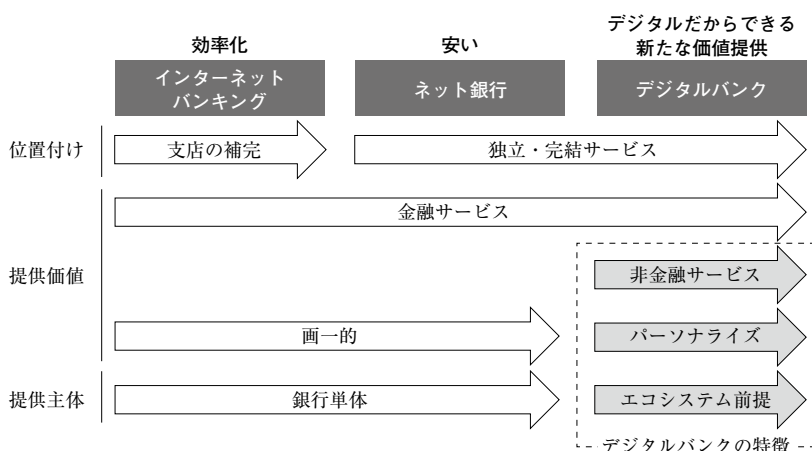 効率化
安い
デジタルだからできる
新たな価値提供
インターネット
バンキング
ネット銀行
デジタルバンク
位置付け
支店の補完
独立・完結サービス
金融サービス
提供価値
非金融サービス
画一的
パーソナライズ
提供主体
銀行単体
エコシステム前提
デジタルバンクの特徴